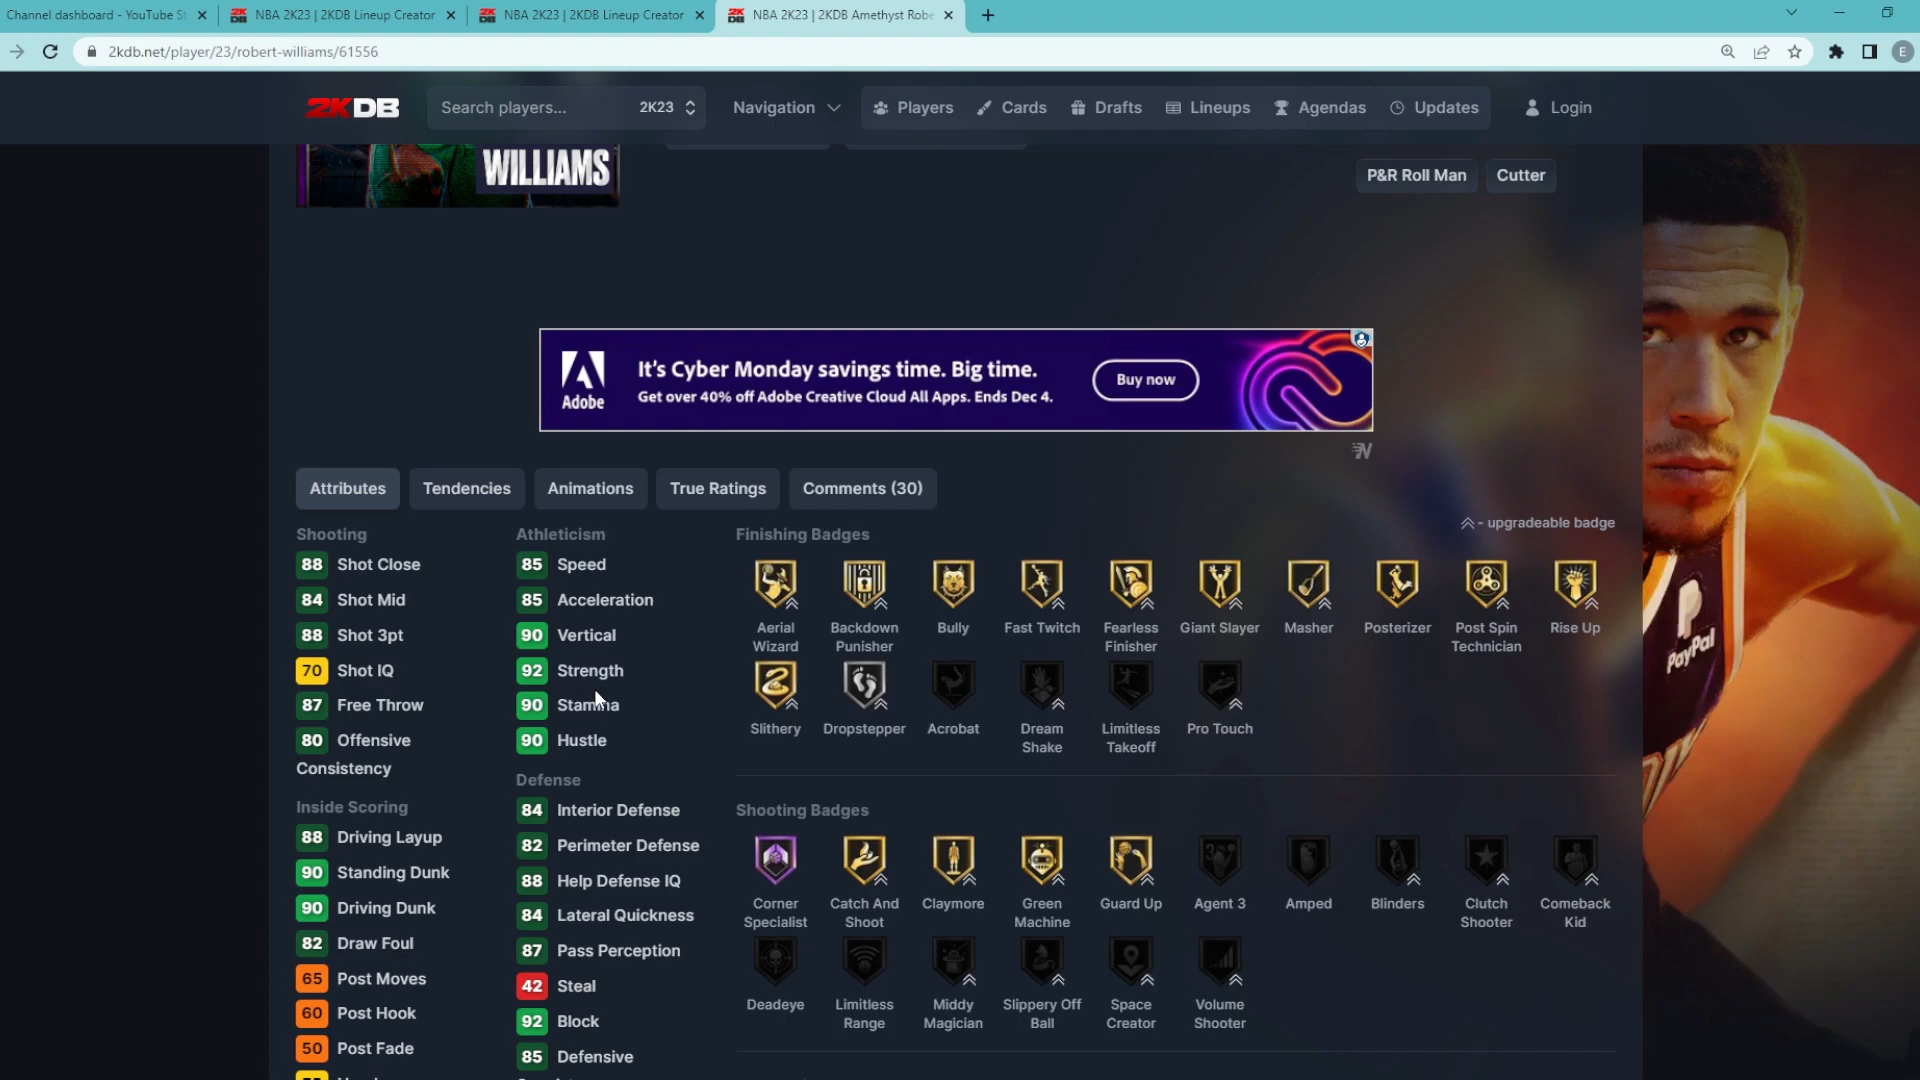 Channel dashboard - YouTube St
NBA 2K23 | 2KDB Lineup Creator
NBA 2K23 | 2KDB Lineup Creator
NBA 2K23 | 2KDB Amethyst Robe
2kdb.net/player/23/robert-williams/61556
E
2KDB
Search players...
2K23
Navigation
Players
Cards
Drafts
Lineups
Agendas
Updates
Login
WILLIAMS
P&R Roll Man
Cutter
Adobe
It's Cyber Monday savings time. Big time.
Get over 40% off Adobe Creative Cloud All Apps. Ends Dec 4.
Buy now
Attributes
Tendencies
Animations
True Ratings
Comments (30)
- upgradeable badge
Shooting
88 Shot Close
84 Shot Mid
88 Shot 3pt
70 Shot IQ
87 Free Throw
80 Offensive
Consistency
Inside Scoring
88 Driving Layup
90 Standing Dunk
90 Driving Dunk
82 Draw Foul
65 Post Moves
60 Post Hook
50 Post Fade
Athleticism
85 Speed
85 Acceleration
90 Vertical
92 Strength
90 Stamina
90 Hustle
Defense
84 Interior Defense
82 Perimeter Defense
88 Help Defense IQ
84 Lateral Quickness
87 Pass Perception
42 Steal
92 Block
85 Defensive
Finishing Badges
Aerial
Wizard
Backdown
Punisher
Bully
Fast Twitch
Fearless
Finisher
Giant Slayer
Masher
Posterizer
Post Spin
Technician
Rise Up
Slithery
Dropstepper
Acrobat
Dream
Shake
Limitless
Takeoff
Pro Touch
Shooting Badges
Corner
Specialist
Catch And
Shoot
Claymore
Green
Machine
Guard Up
Agent 3
Amped
Blinders
Clutch
Shooter
Comeback
Kid
Deadeye
Limitless
Range
Middy
Magician
Slippery Off
Ball
Space
Creator
Volume
Shooter
PayPal